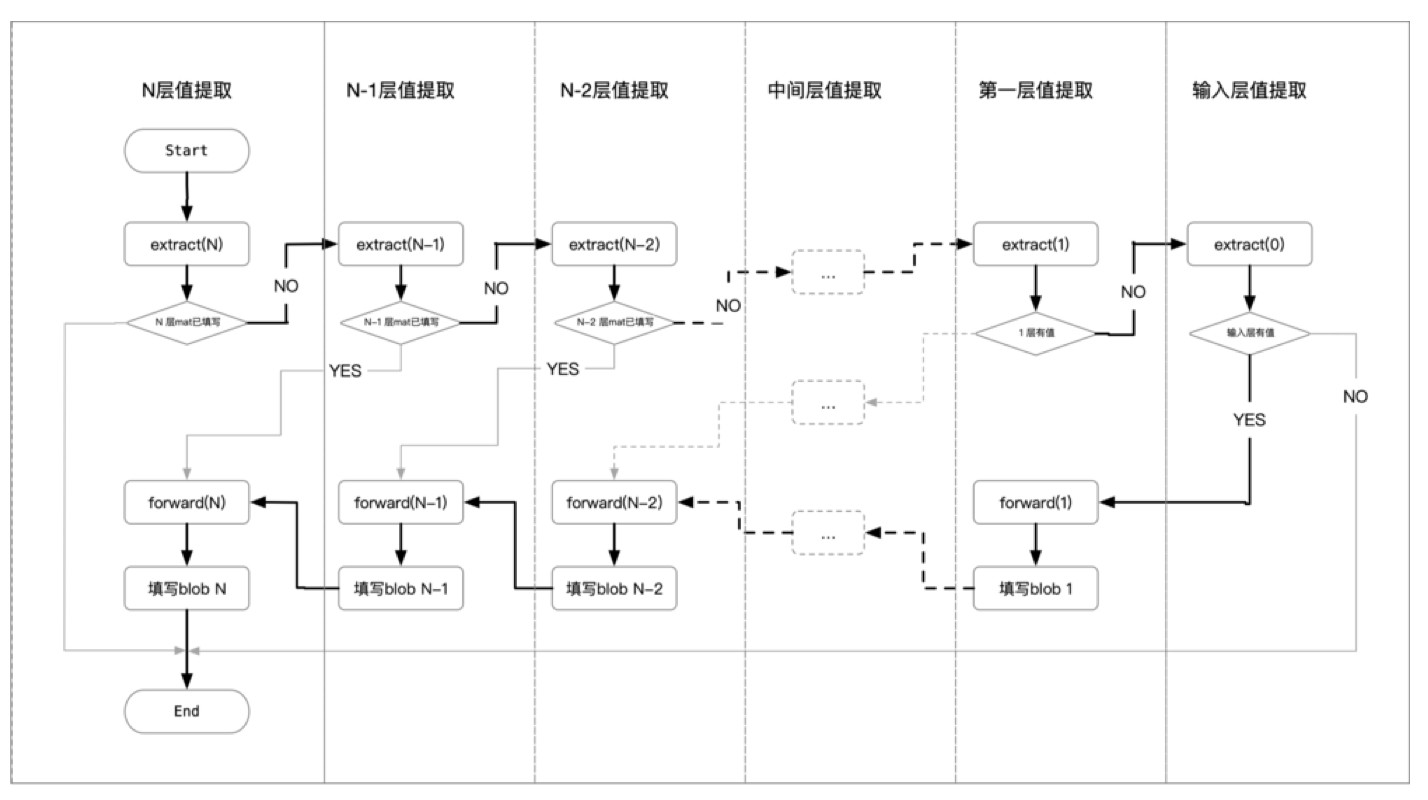 N层值提取
N-1层值提取
N-2层值提取
中间层值提取
第一层值提取
输入层值提取
Start
extract(N)
extract(N-1)
extract(N-2)
...
extract(1)
extract(0)
NO
NO
NO
NO
N 层mat已填写
N-1 层mat已填写
N-2 层mat已填写
1 层有值
输入层有值
YES
YES
...
NO
YES
forward(N)
forward(N-1)
forward(N-2)
...
forward(1)
填写blob N
填写blob N-1
填写blob N-2
填写blob 1
End